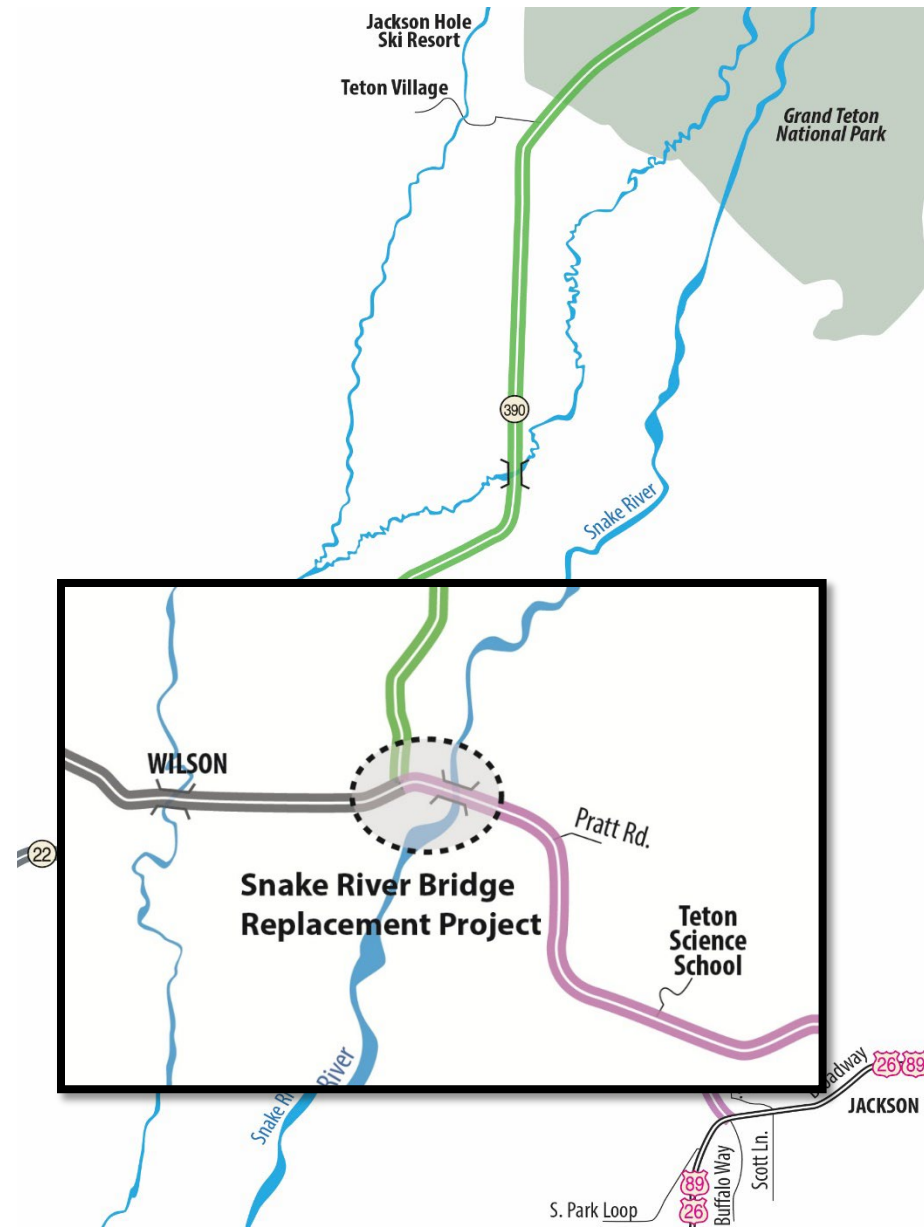 Jackson Hole
Ski Resort
Teton Village
Grand Teton
National Park
390
Snake River
WILSON
Pratt Rd.
22
Snake River Bridge
Replacement Project
Teton
Science
School
River
Snake Ri
26 89
JACKSON
Scott Ln.
Buffalo Way
89
26
S. Park Loop